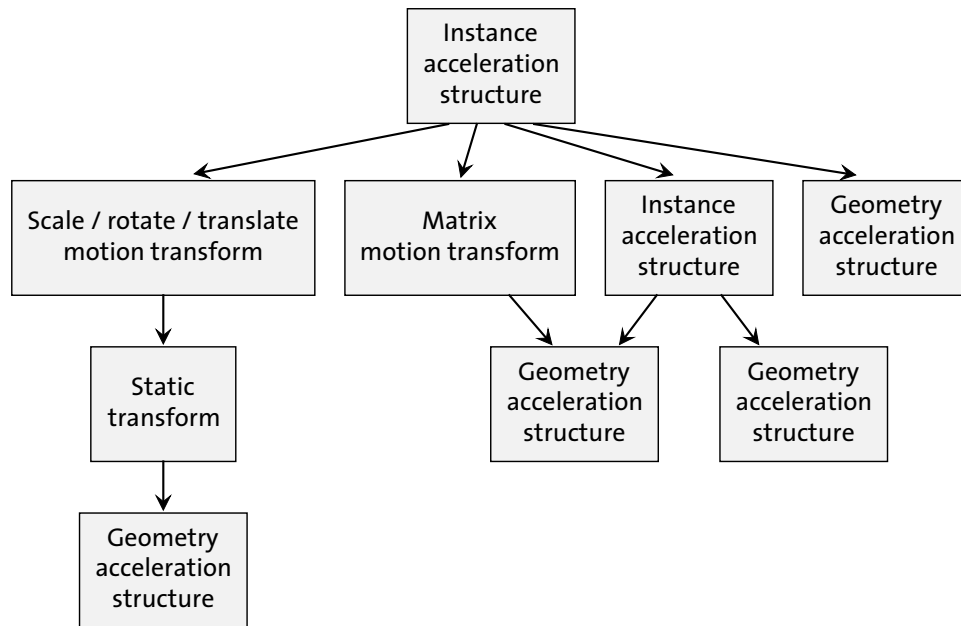 Instance
acceleration
structure
Scale / rotate / translate
motion transform
Matrix
motion transform
Instance
acceleration
structure
Geometry
acceleration
structure
Static
transform
Geometry
acceleration
structure
Geometry
acceleration
structure
Geometry
acceleration
structure